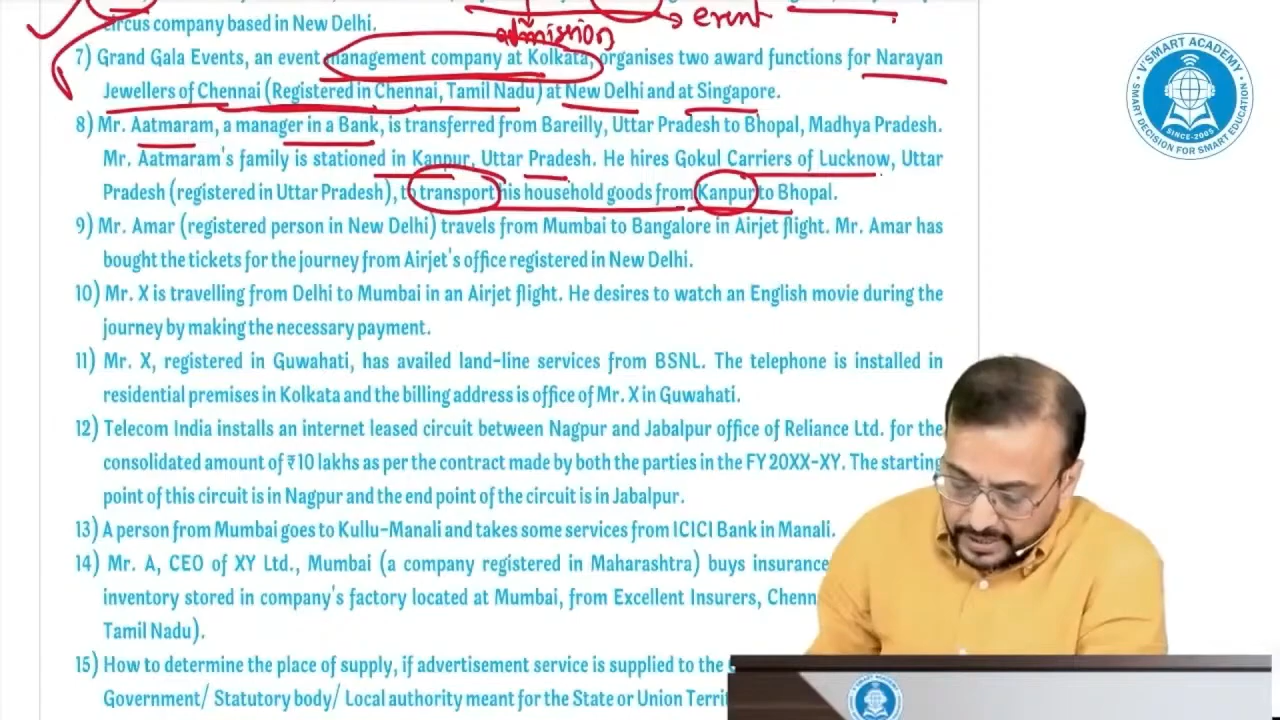 circus company based in New Delhi.
admission
→ event
7) Grand Gala Events, an event management company at Kolkata, organises two award functions for Narayan
Jewellers of Chennai (Registered in Chennai, Tamil Nadu) at New Delhi and at Singapore.
8) Mr. Aatmaram, a manager in a Bank, is transferred from Bareilly, Uttar Pradesh to Bhopal, Madhya Pradesh.
Mr. Aatmaram's family is stationed in Kanpur, Uttar Pradesh. He hires Gokul Carriers of Lucknow, Uttar
Pradesh (registered in Uttar Pradesh), to transport his household goods from Kanpur to Bhopal.
9) Mr. Amar (registered person in New Delhi) travels from Mumbai to Bangalore in Airjet flight. Mr. Amar has
bought the tickets for the journey from Airjet's office registered in New Delhi.
10) Mr. X is travelling from Delhi to Mumbai in an Airjet flight. He desires to watch an English movie during the
journey by making the necessary payment.
11) Mr. X, registered in Guwahati, has availed land-line services from BSNL. The telephone is installed in
residential premises in Kolkata and the billing address is office of Mr. X in Guwahati.
12) Telecom India installs an internet leased circuit between Nagpur and Jabalpur office of Reliance Ltd. for the
consolidated amount of ₹10 lakhs as per the contract made by both the parties in the FY 20XX-XY. The starting
point of this circuit is in Nagpur and the end point of the circuit is in Jabalpur.
13) A person from Mumbai goes to Kullu-Manali and takes some services from ICICI Bank in Manali.
14) Mr. A, CEO of XY Ltd., Mumbai (a company registered in Maharashtra) buys insurance
inventory stored in company's factory located at Mumbai, from Excellent Insurers, Chenn
Tamil Nadu).
15) How to determine the place of supply, if advertisement service is supplied to the
Government/ Statutory body/ Local authority meant for the State or Union Territ
V'SMART ACADEMY
SINCE-2005
SMART DECISION FOR SMART EDUCATION